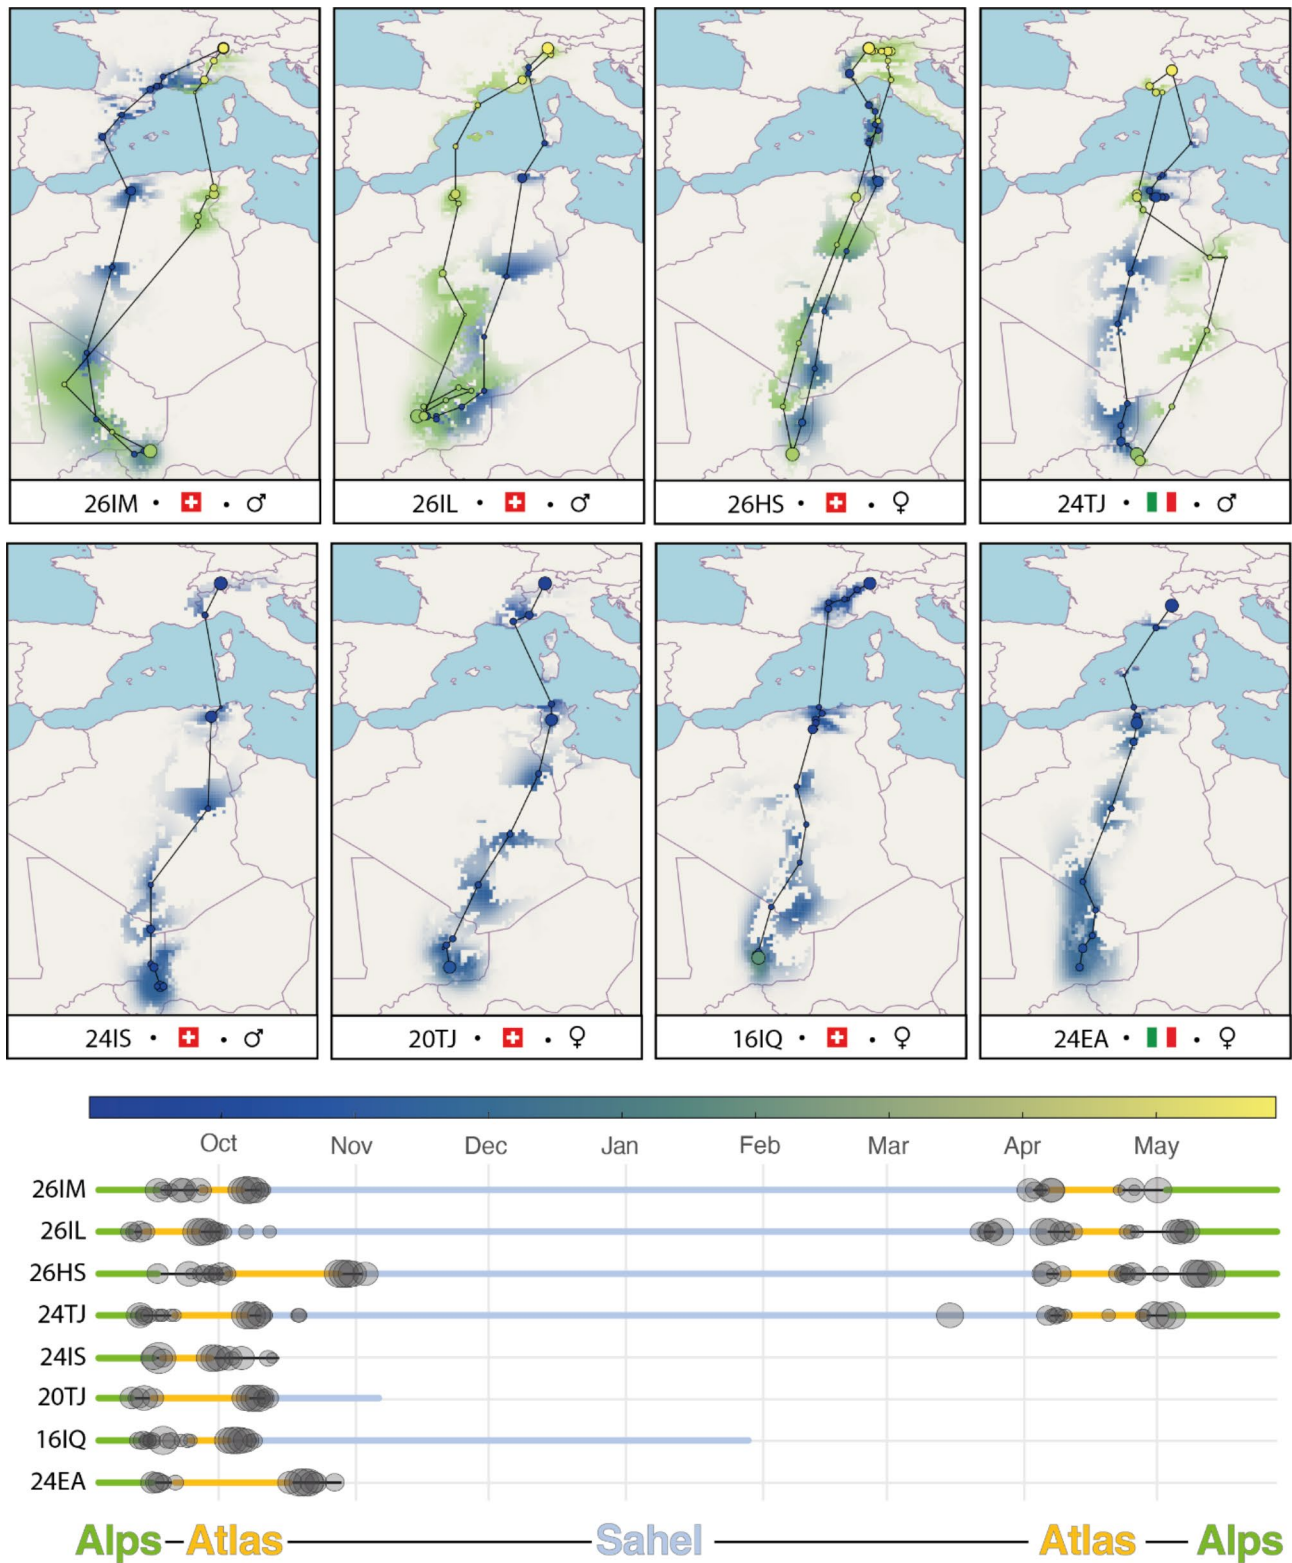 26IM • • ♂
26IL • • ♂
26HS • • ♀
24TJ • • ♂
24IS • • ♂
20TJ • • ♀
16IQ • • ♀
24EA • • ♀
Oct Nov Dec Jan Feb Mar Apr May
26IM
26IL
26HS
24TJ
24IS
20TJ
16IQ
24EA
Alps Atlas Sahel Atlas Alps